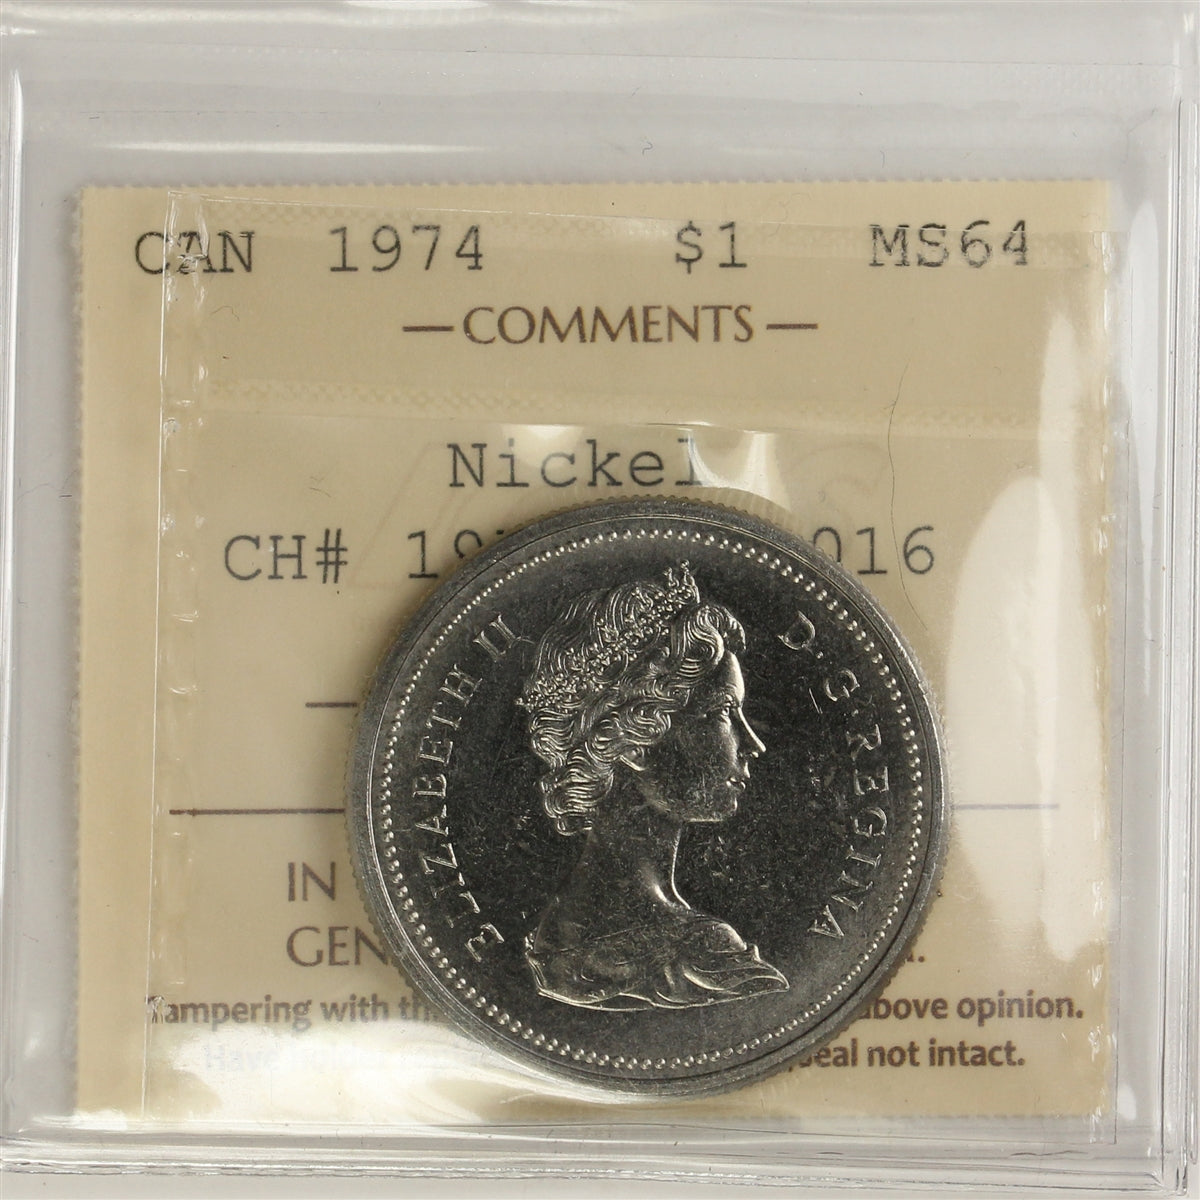 CAN 1974 $1 MS64
— COMMENTS —
Nickel
CH# 19 016
IN
GEN
ampering with th above opinion.
Have seal not intact.
ELIZABETH II D·G·REGINA